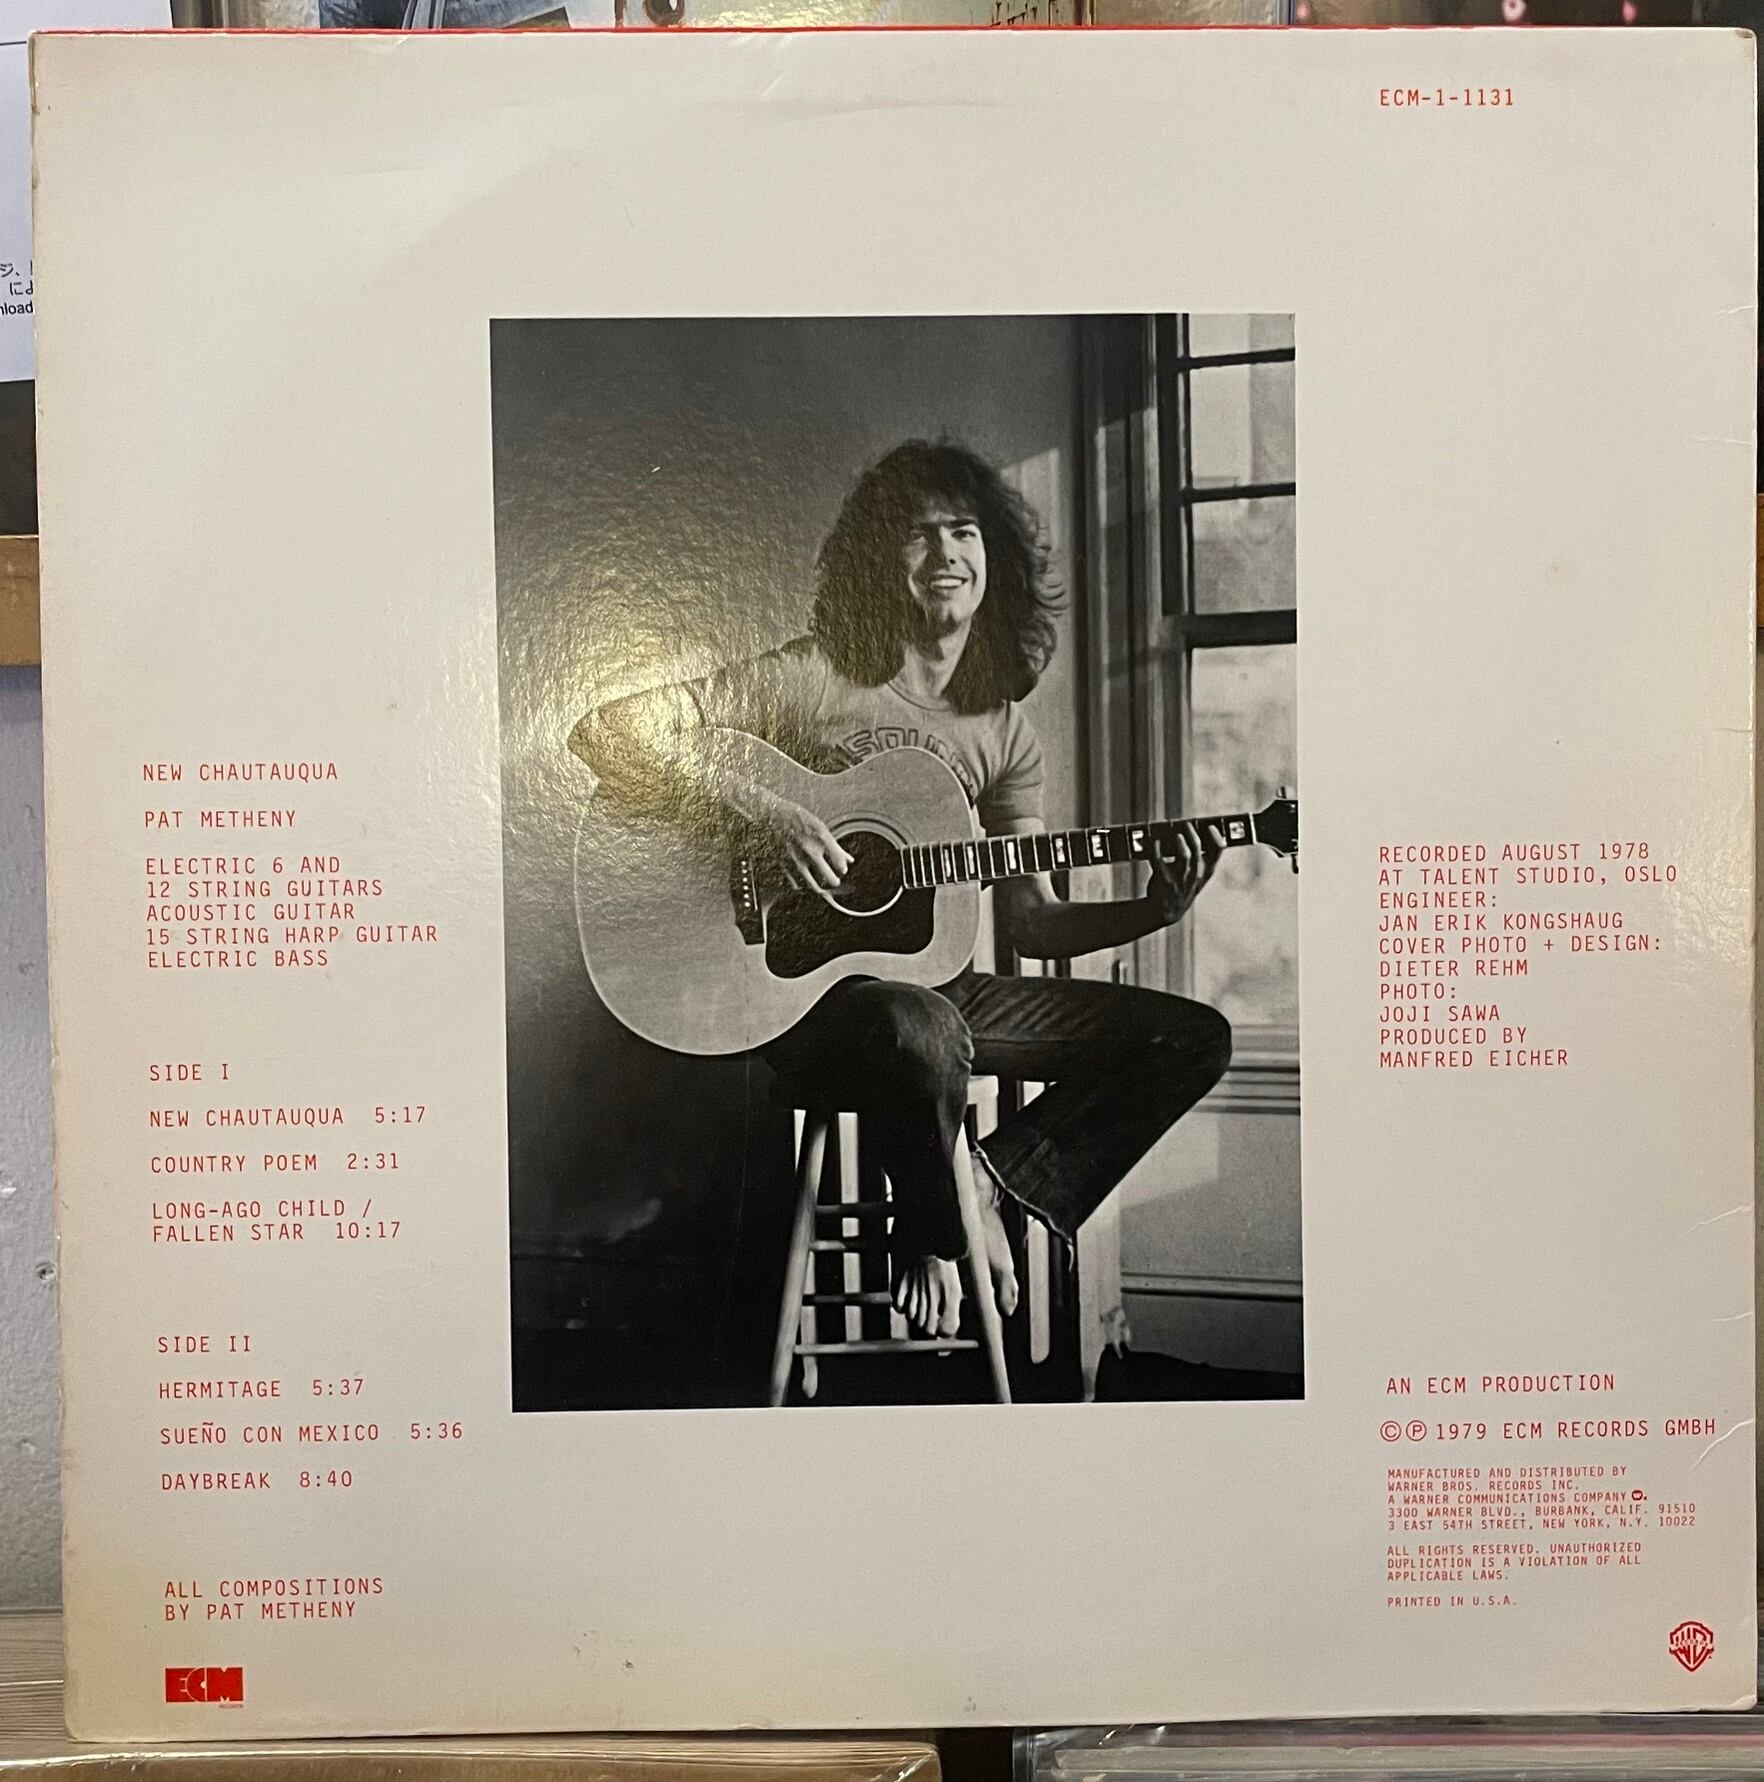 ECM-1-1131
NEW CHAUTAUQUA
PAT METHENY
ELECTRIC 6 AND
12 STRING GUITARS
ACOUSTIC GUITAR
15 STRING HARP GUITAR
ELECTRIC BASS
SIDE I
NEW CHAUTAUQUA 5:17
COUNTRY POEM 2:31
LONG-AGO CHILD /
FALLEN STAR 10:17
SIDE II
HERMITAGE 5:37
SUEÑO CON MEXICO 5:36
DAYBREAK 8:40
ALL COMPOSITIONS
BY PAT METHENY
ECM
RECORDED AUGUST 1978
AT TALENT STUDIO, OSLO
ENGINEER:
JAN ERIK KONGSHAUG
COVER PHOTO + DESIGN:
DIETER REHM
PHOTO:
JOJI SAWA
PRODUCED BY
MANFRED EICHER
AN ECM PRODUCTION
©℗ 1979 ECM RECORDS GMBH
MANUFACTURED AND DISTRIBUTED BY
WARNER BROS. RECORDS INC.
A WARNER COMMUNICATIONS COMPANY
3300 WARNER BLVD., BURBANK, CALIF. 91510
3 EAST 54TH STREET, NEW YORK, N.Y. 10022
ALL RIGHTS RESERVED. UNAUTHORIZED
DUPLICATION IS A VIOLATION OF ALL
APPLICABLE LAWS.
PRINTED IN U.S.A.